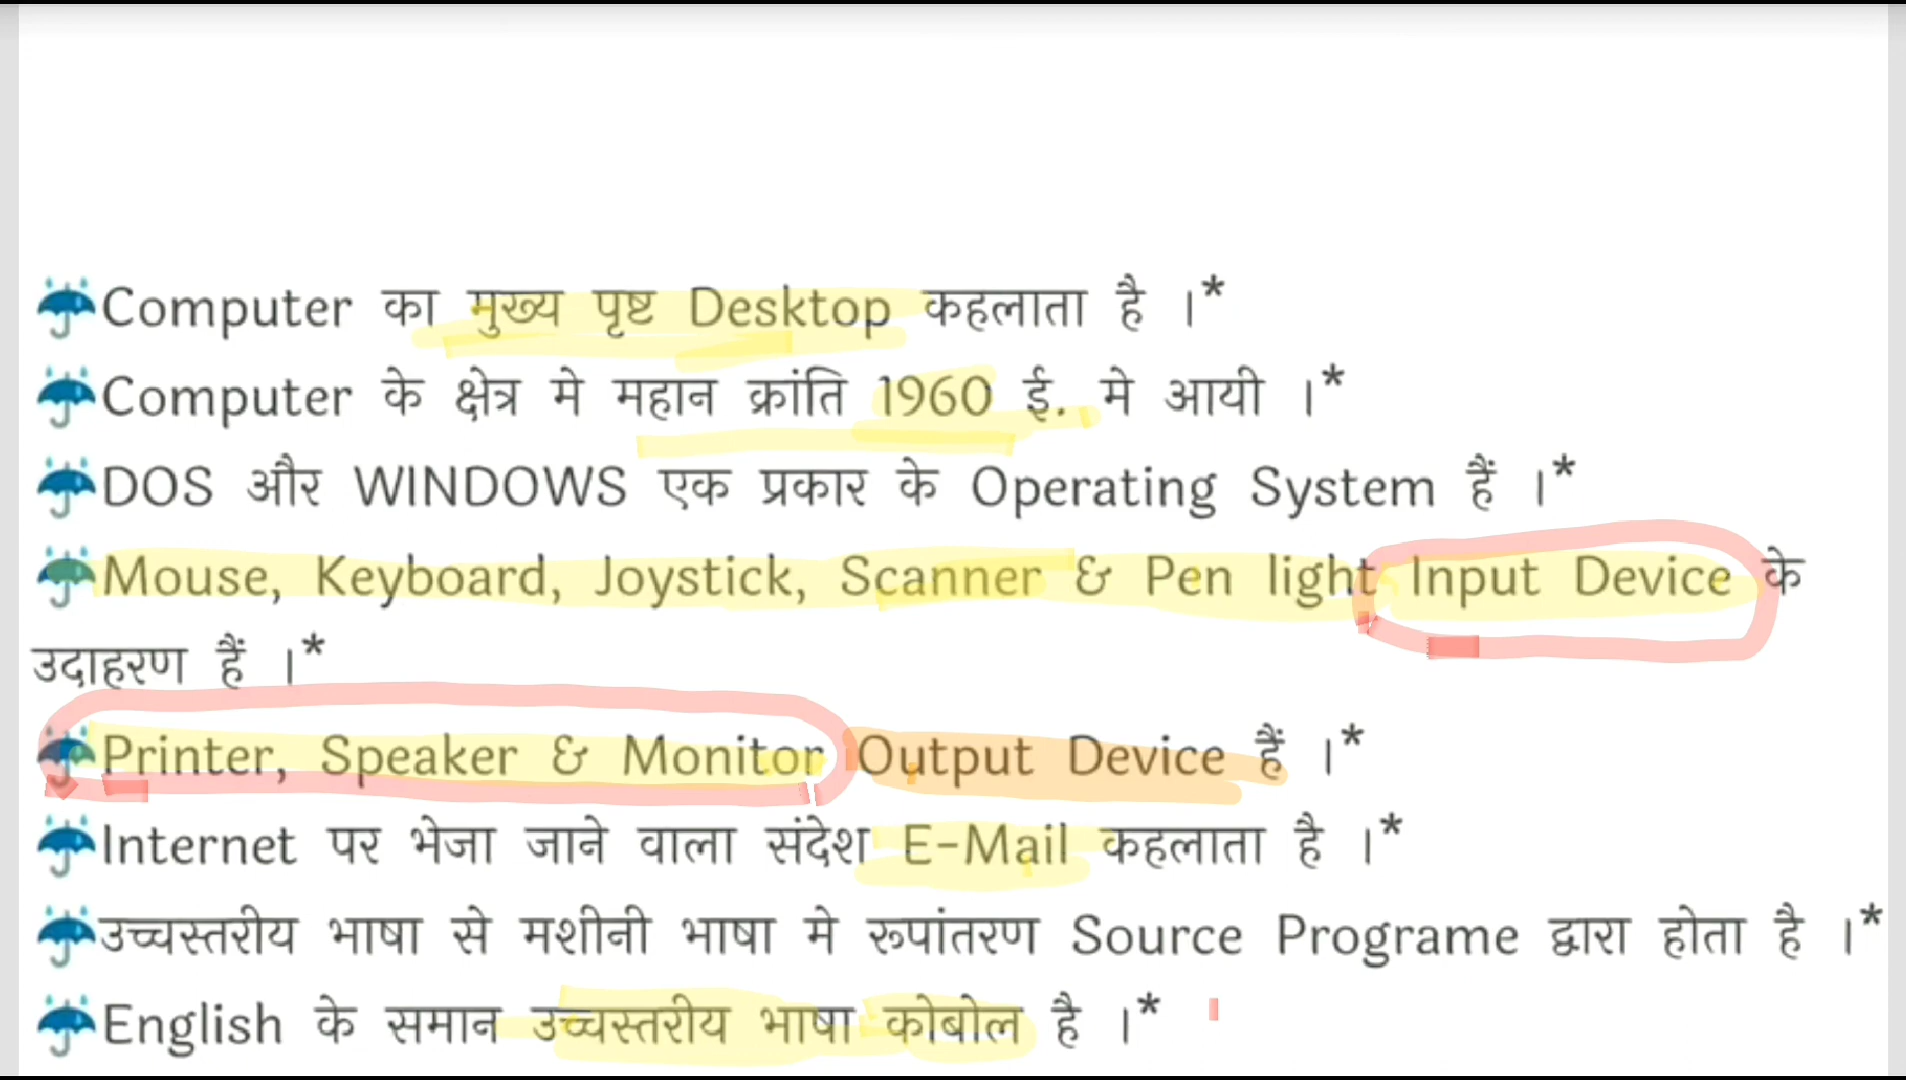 ☔Computer का मुख्य पृष्ट Desktop कहलाता है ।*
☔Computer के क्षेत्र मे महान क्रांति 1960 ई. मे आयी ।*
☔DOS और WINDOWS एक प्रकार के Operating System हैं ।*
☔Mouse, Keyboard, Joystick, Scanner & Pen light Input Device के
उदाहरण हैं ।*
☔Printer, Speaker & Monitor Output Device हैं ।*
☔Internet पर भेजा जाने वाला संदेश E-Mail कहलाता है ।*
☔उच्चस्तरीय भाषा से मशीनी भाषा मे रूपांतरण Source Programe द्वारा होता है ।*
☔English के समान उच्चस्तरीय भाषा कोबोल है ।*